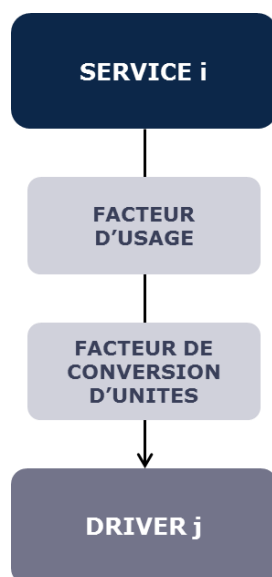 SERVICE i
FACTEUR
D'USAGE
FACTEUR DE
CONVERSION
D'UNITES
DRIVER j